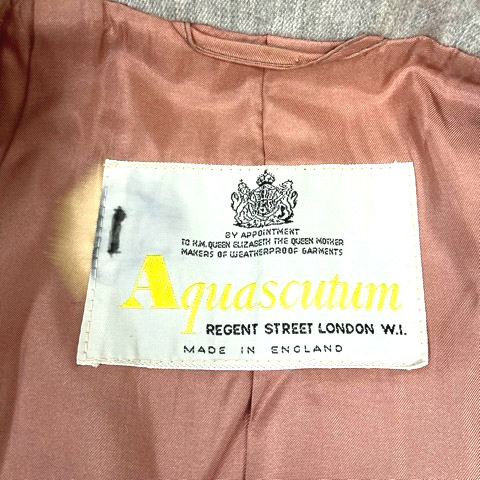 BY APPOINTMENT
TO H.M. QUEEN ELIZABETH THE QUEEN MOTHER
MAKERS OF WEATHERPROOF GARMENTS
Aquascutum
REGENT STREET LONDON W.I.
MADE IN ENGLAND